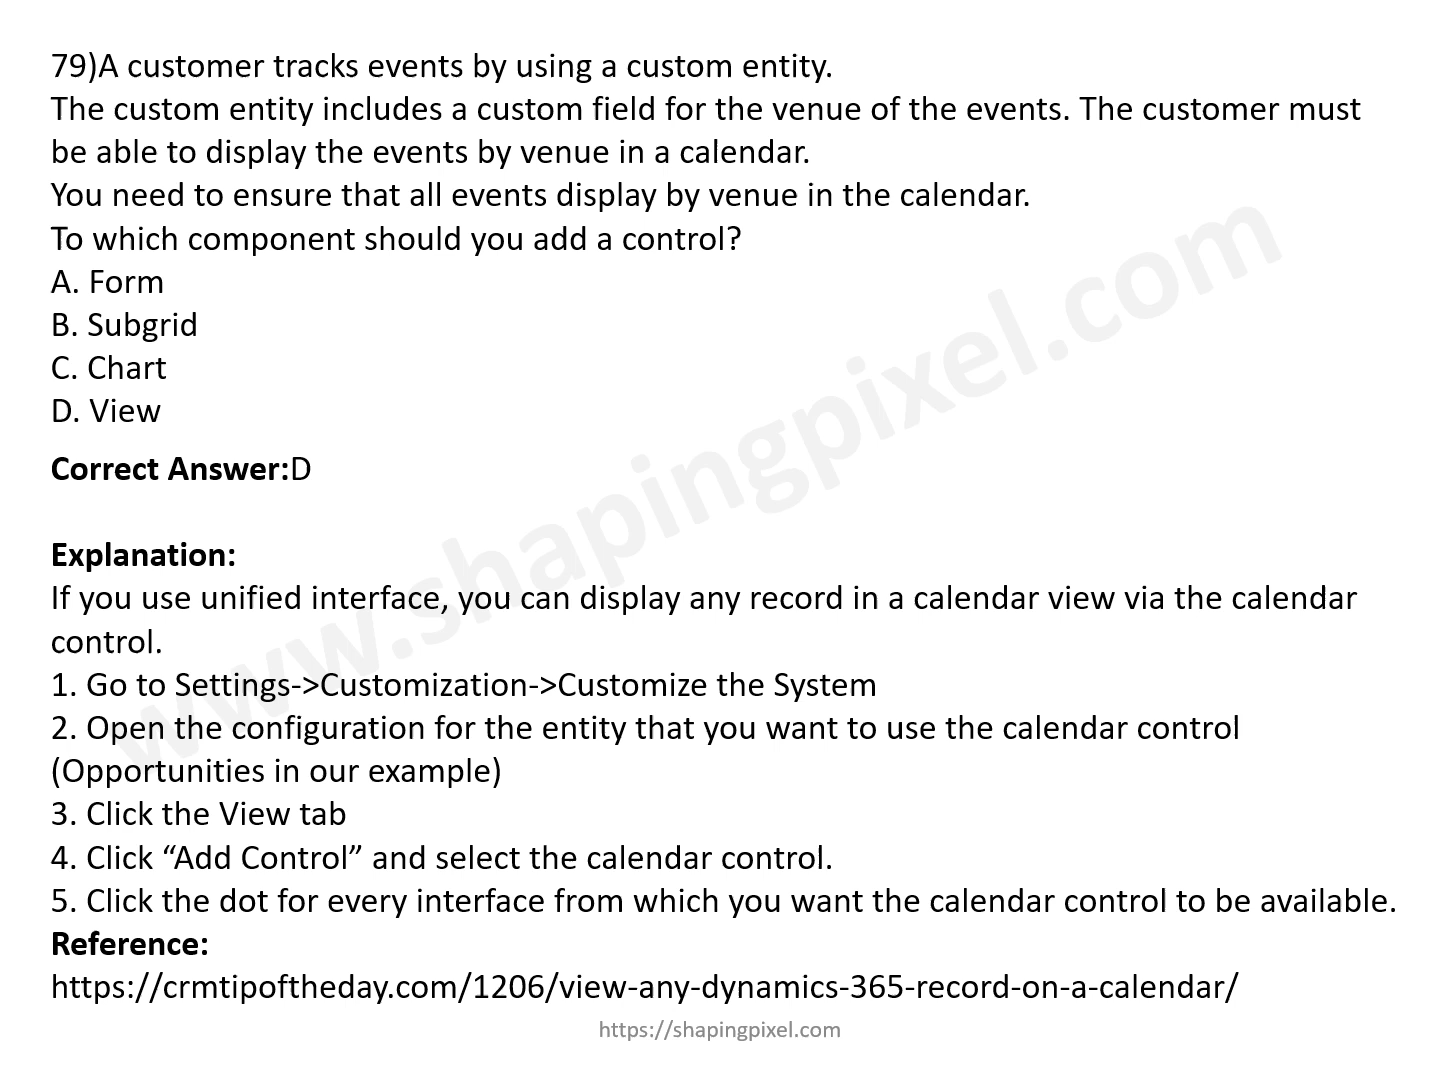 79)A customer tracks events by using a custom entity.
The custom entity includes a custom field for the venue of the events. The customer must
be able to display the events by venue in a calendar.
You need to ensure that all events display by venue in the calendar.
To which component should you add a control?
A. Form
B. Subgrid
C. Chart
D. View
Correct Answer:D
Explanation:
If you use unified interface, you can display any record in a calendar view via the calendar
control.
1. Go to Settings->Customization->Customize the System
2. Open the configuration for the entity that you want to use the calendar control
(Opportunities in our example)
3. Click the View tab
4. Click “Add Control” and select the calendar control.
5. Click the dot for every interface from which you want the calendar control to be available.
Reference:
https://crmtipoftheday.com/1206/view-any-dynamics-365-record-on-a-calendar/
https://shapingpixel.com
www.shapingpixel.com